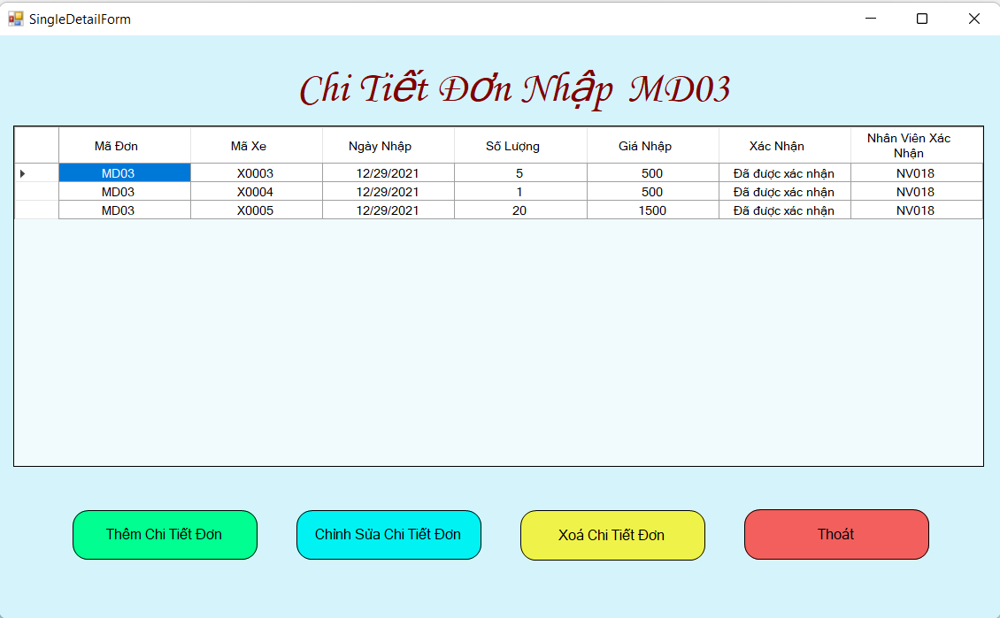 SingleDetailForm
Chi Tiết Đơn Nhập MD03
Mã Đơn Mã Xe Ngày Nhập Số Lượng Giá Nhập Xác Nhận Nhân Viên Xác Nhận
MD03 X0003 12/29/2021 5 500 Đã được xác nhận NV018
MD03 X0004 12/29/2021 1 500 Đã được xác nhận NV018
MD03 X0005 12/29/2021 20 1500 Đã được xác nhận NV018
Thêm Chi Tiết Đơn Chỉnh Sửa Chi Tiết Đơn Xoá Chi Tiết Đơn Thoát